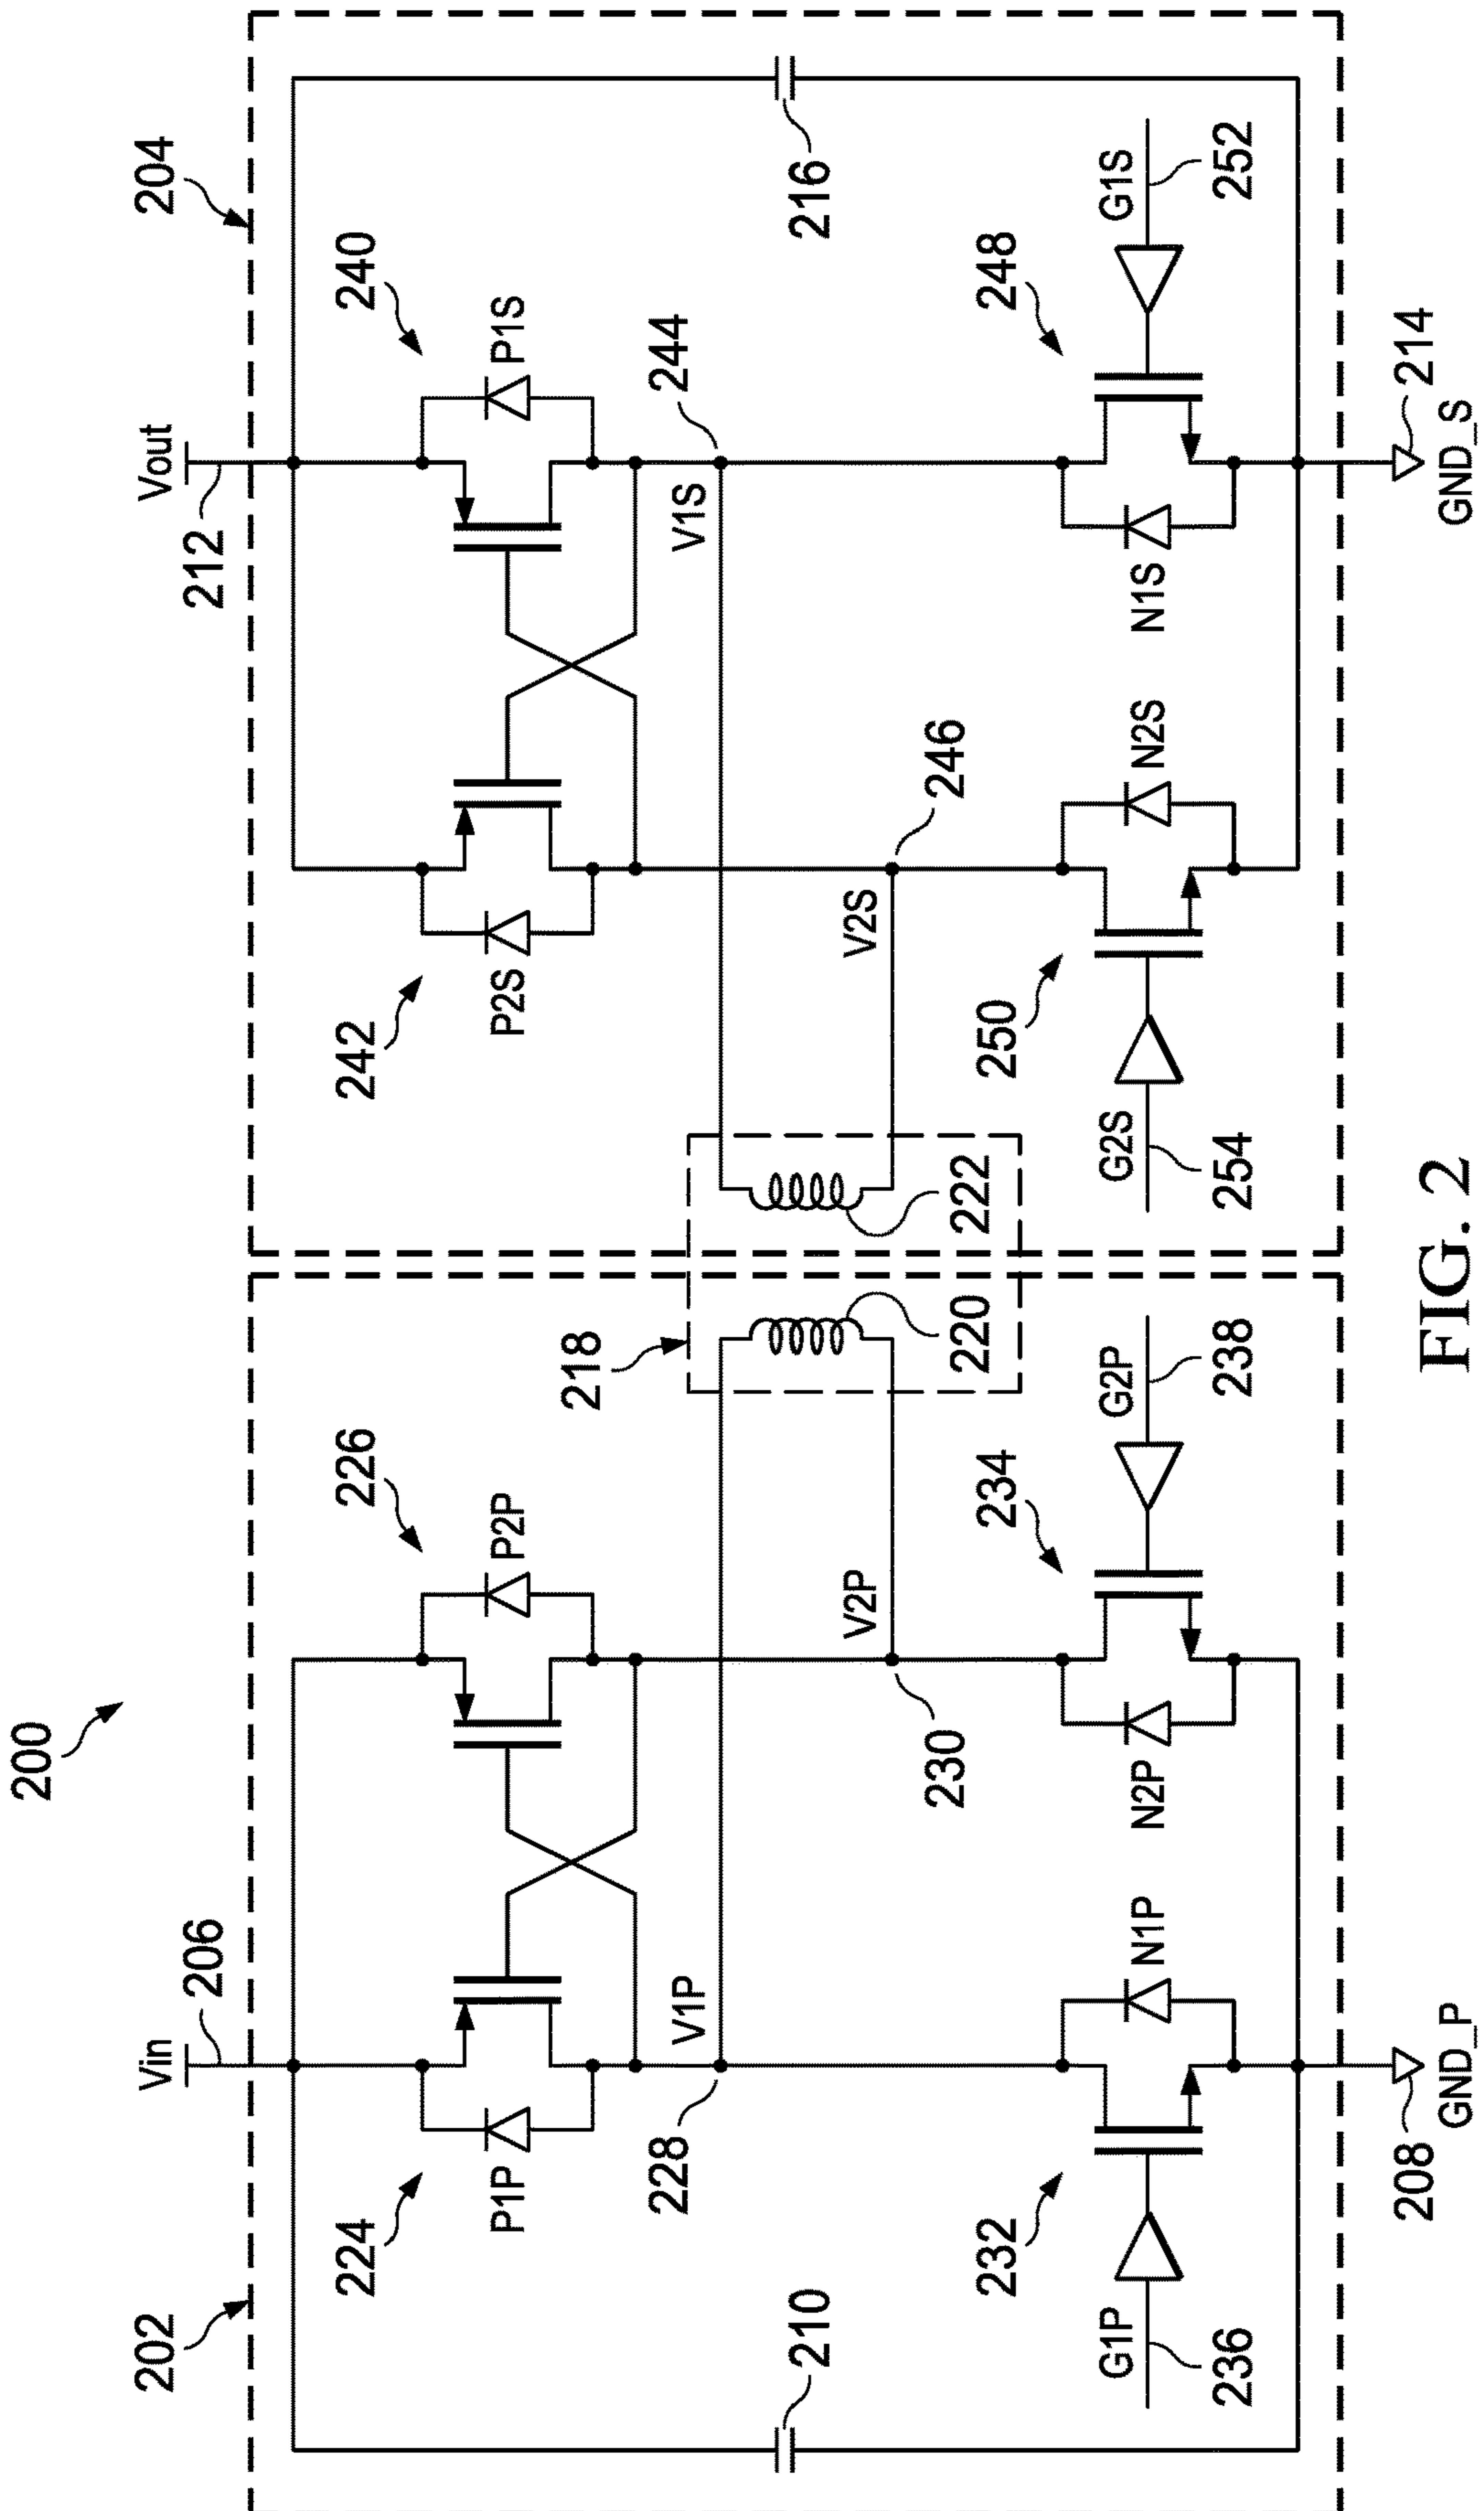 200
202
204
Vin
206
Vout
212
224
226
242
240
P1P
P2P
P2S
P1S
218
228
V1P
V1S
244
210
216
V2P
230
220
222
V2S
246
232
234
250
248
G1P
236
N1P
N2P
G2P
238
G2S
254
N2S
N1S
G1S
252
208
GND_P
214
GND_S
FIG. 2